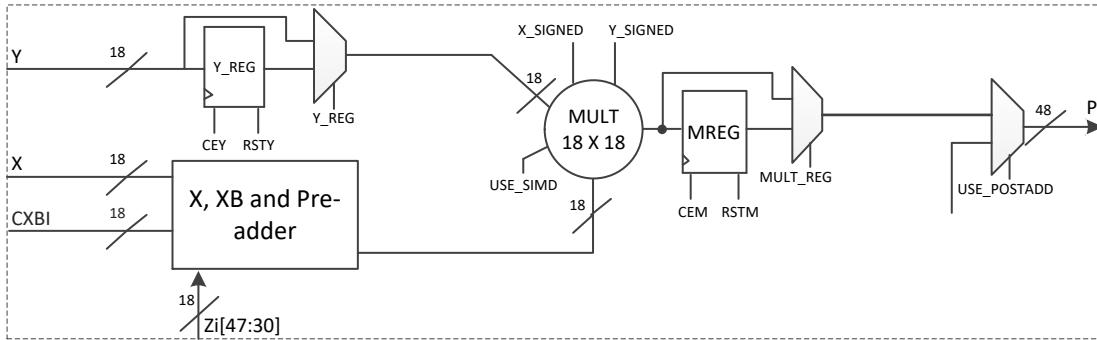 X_SIGNED
Y_SIGNED
Y
18
Y_REG
Y_REG
CEY
RSTY
18
MULT
18 X 18
USE_SIMD
MREG
CEM
RSTM
MULT_REG
P
48
USE_POSTADD
X
18
CXBI
18
X, XB and Pre-
adder
18
18
Zi[47:30]